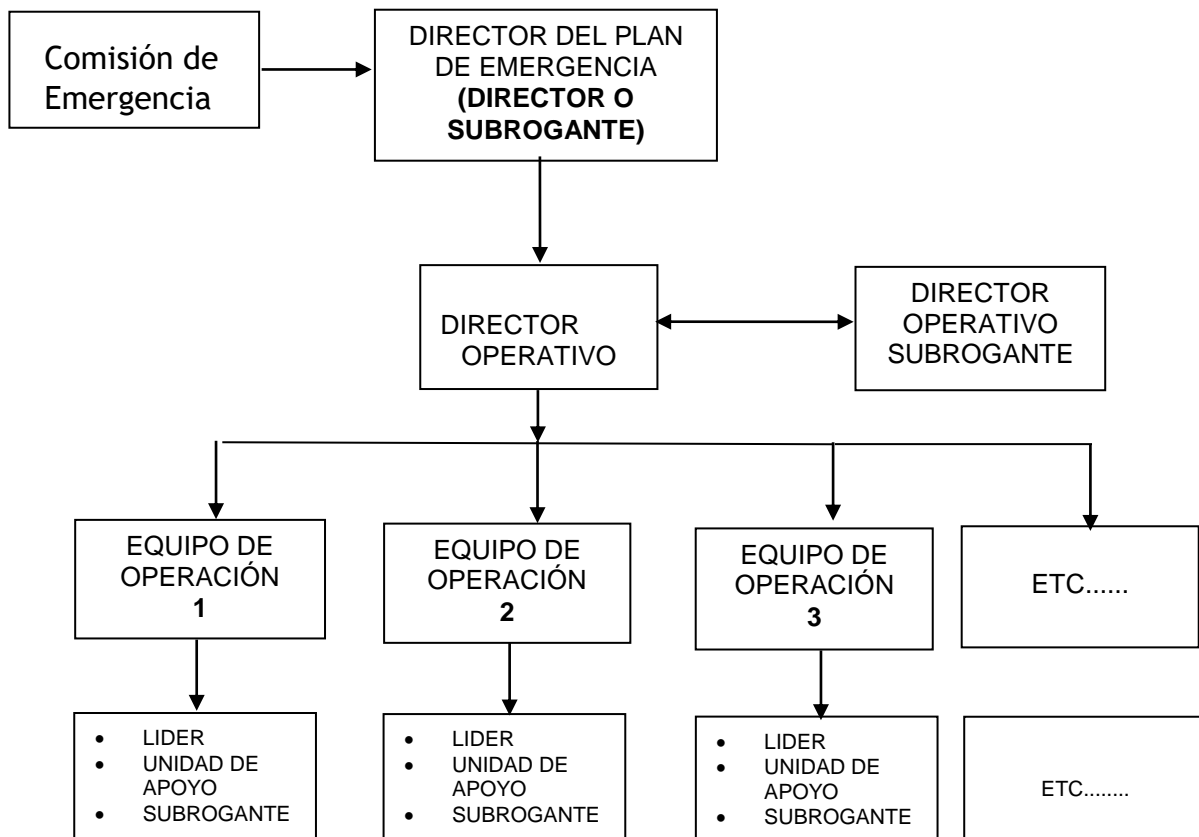 Comisión de
Emergencia
DIRECTOR DEL PLAN
DE EMERGENCIA
(DIRECTOR O
SUBROGANTE)
DIRECTOR
OPERATIVO
DIRECTOR
OPERATIVO
SUBROGANTE
EQUIPO DE
OPERACIÓN
1
EQUIPO DE
OPERACIÓN
2
EQUIPO DE
OPERACIÓN
3
ETC......
• LIDER
• UNIDAD DE
APOYO
• SUBROGANTE
• LIDER
• UNIDAD DE
APOYO
• SUBROGANTE
• LIDER
• UNIDAD DE
APOYO
• SUBROGANTE
ETC........